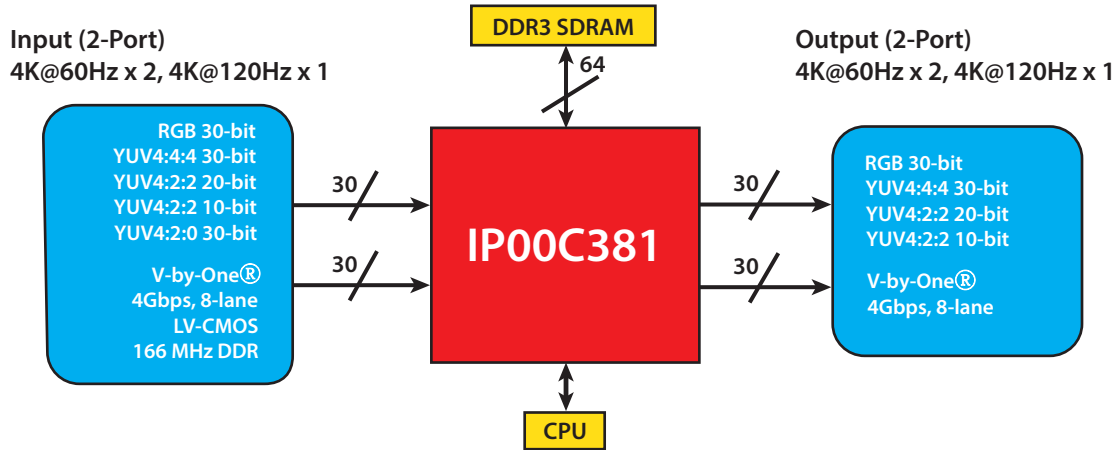 DDR3 SDRAM
Input (2-Port)
4K@60Hz x 2, 4K@120Hz x 1
Output (2-Port)
4K@60Hz x 2, 4K@120Hz x 1
64
RGB 30-bit
YUV4:4:4 30-bit
YUV4:2:2 20-bit
YUV4:2:2 10-bit
YUV4:2:0 30-bit
V-by-One®
4Gbps, 8-lane
LV-CMOS
166 MHz DDR
30
30
IP00C381
30
30
RGB 30-bit
YUV4:4:4 30-bit
YUV4:2:2 20-bit
YUV4:2:2 10-bit
V-by-One®
4Gbps, 8-lane
CPU